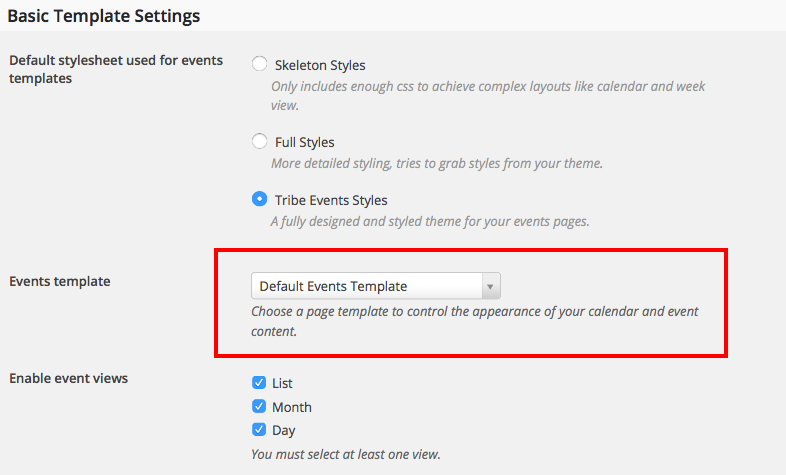 Basic Template Settings
Default stylesheet used for events
templates
Skeleton Styles
Only includes enough css to achieve complex layouts like calendar and week
view.
Full Styles
More detailed styling, tries to grab styles from your theme.
Tribe Events Styles
A fully designed and styled theme for your events pages.
Events template
Default Events Template
Choose a page template to control the appearance of your calendar and event
content.
Enable event views
List
Month
Day
You must select at least one view.